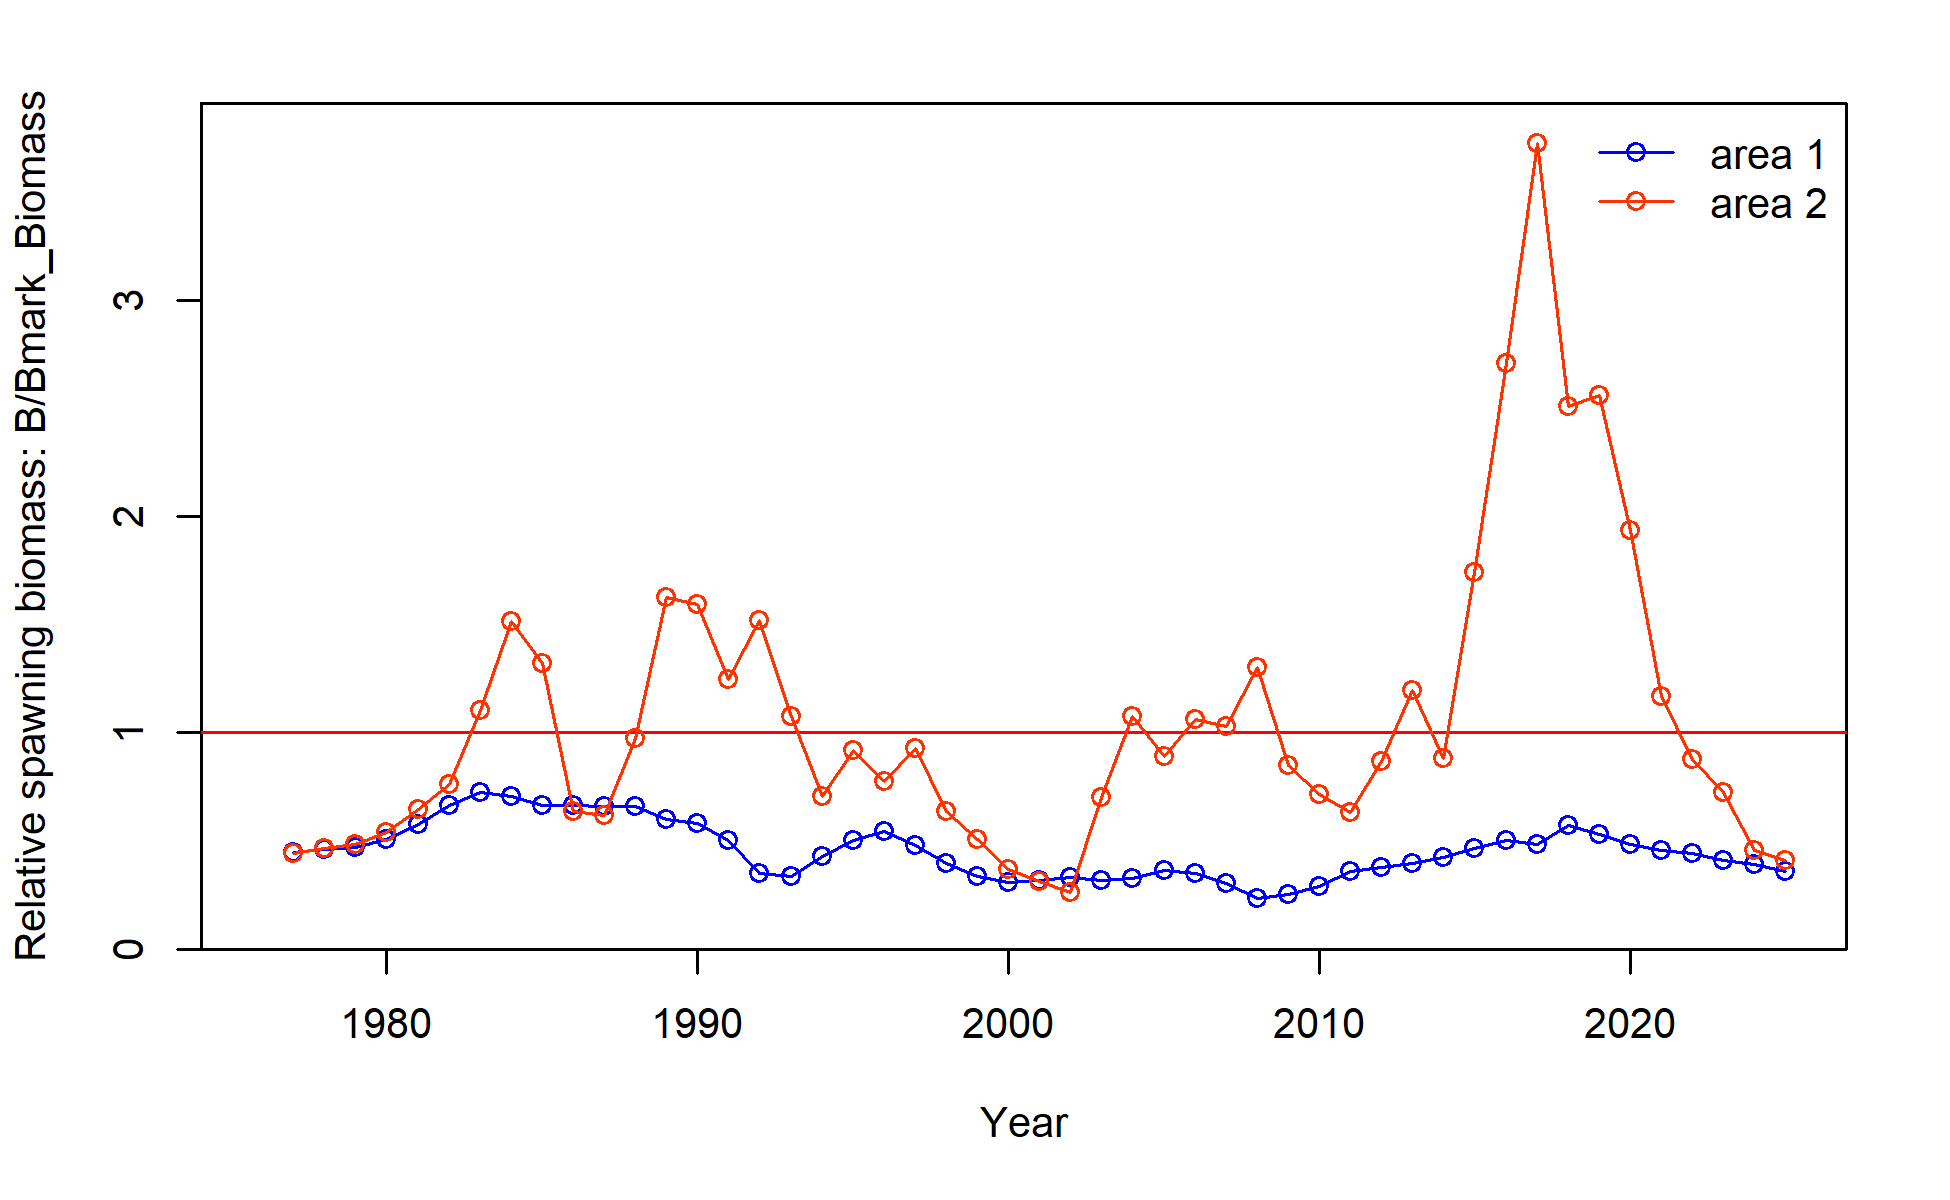 Relative spawning biomass: B/Bmark_Biomass
area 1
area 2
3
2
1
0
1980 1990 2000 2010 2020
Year